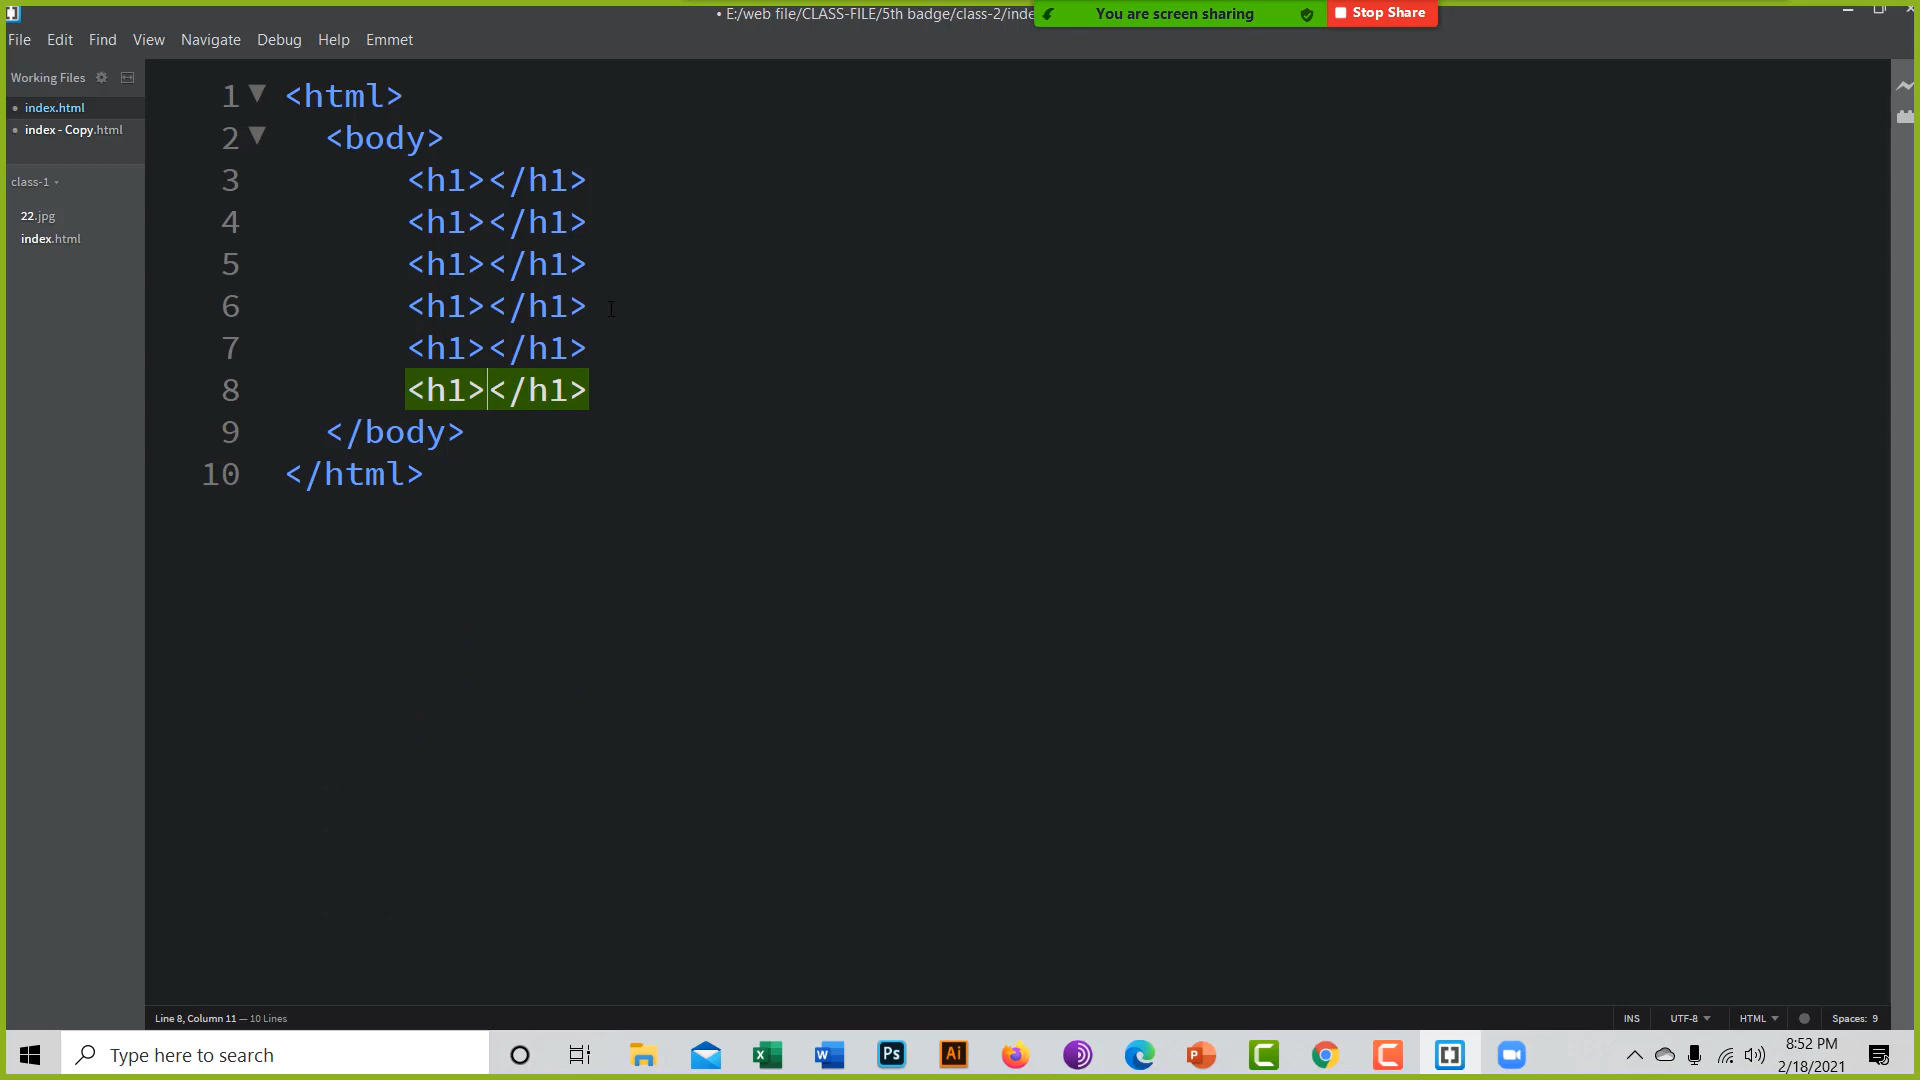 • E:/web file/CLASS-FILE/5th badge/class-2/inde
You are screen sharing
Stop Share
File Edit Find View Navigate Debug Help Emmet
Working Files
index.html
index - Copy.html
class-1
22.jpg
index.html
1 <html>
2 <body>
3 <h1></h1>
4 <h1></h1>
5 <h1></h1>
6 <h1></h1>
7 <h1></h1>
8 <h1></h1>
9 </body>
10 </html>
Line 8, Column 11 — 10 Lines
INS UTF-8 HTML Spaces: 9
Type here to search
Ps
Ai
8:52 PM
2/18/2021